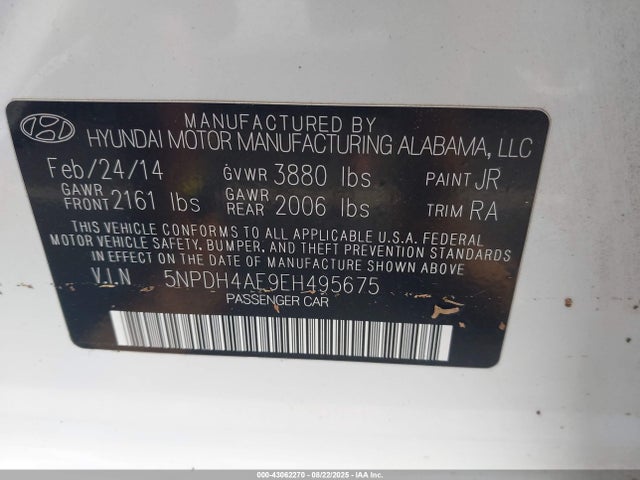 MANUFACTURED BY
HYUNDAI MOTOR MANUFACTURING ALABAMA, LLC
Feb/24/14 GVWR 3880 lbs PAINT JR
GAWR FRONT 2161 lbs GAWR REAR 2006 lbs TRIM RA
THIS VEHICLE CONFORMS TO ALL APPLICABLE U.S.A. FEDERAL
MOTOR VEHICLE SAFETY, BUMPER, AND THEFT PREVENTION STANDARDS
IN EFFECT ON THE DATE OF MANUFACTURE SHOWN ABOVE.
V.I.N 5NPDH4AE9EH495675
PASSENGER CAR
000-43062270 - 08/22/2025 - Copyright IAA, Inc.